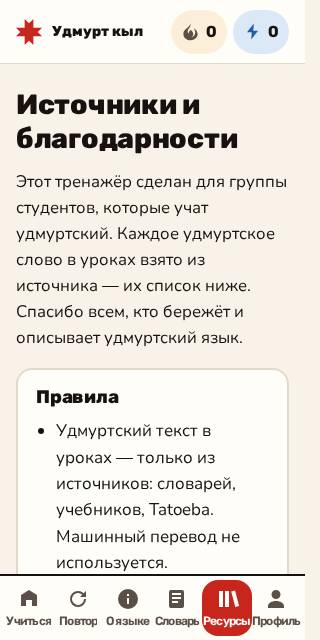 Удмурт кыл 0 0
Источники и
благодарности
Этот тренажёр сделан для группы
студентов, которые учат
удмуртский. Каждое удмуртское
слово в уроках взято из
источника — их список ниже.
Спасибо всем, кто бережёт и
описывает удмуртский язык.
Правила
• Удмуртский текст в
уроках — только из
источников: словарей,
учебников, Tatoeba.
Машинный перевод не
используется.
Учиться Повтор О языке Словарь Ресурсы Профиль